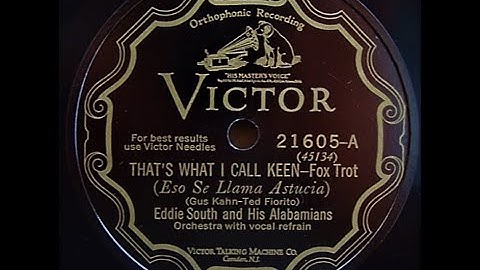 Orthophonic Recording
"HIS MASTER'S VOICE"
VICTOR
For best results
use Victor Needles
21605-A
(45134)
THAT'S WHAT I CALL KEEN—Fox Trot
(Eso Se Llama Astucia)
(Gus Kahn-Ted Fiorito)
Eddie South and His Alabamians
Orchestra with vocal refrain
VICTOR TALKING MACHINE CO.
Camden, N.J.